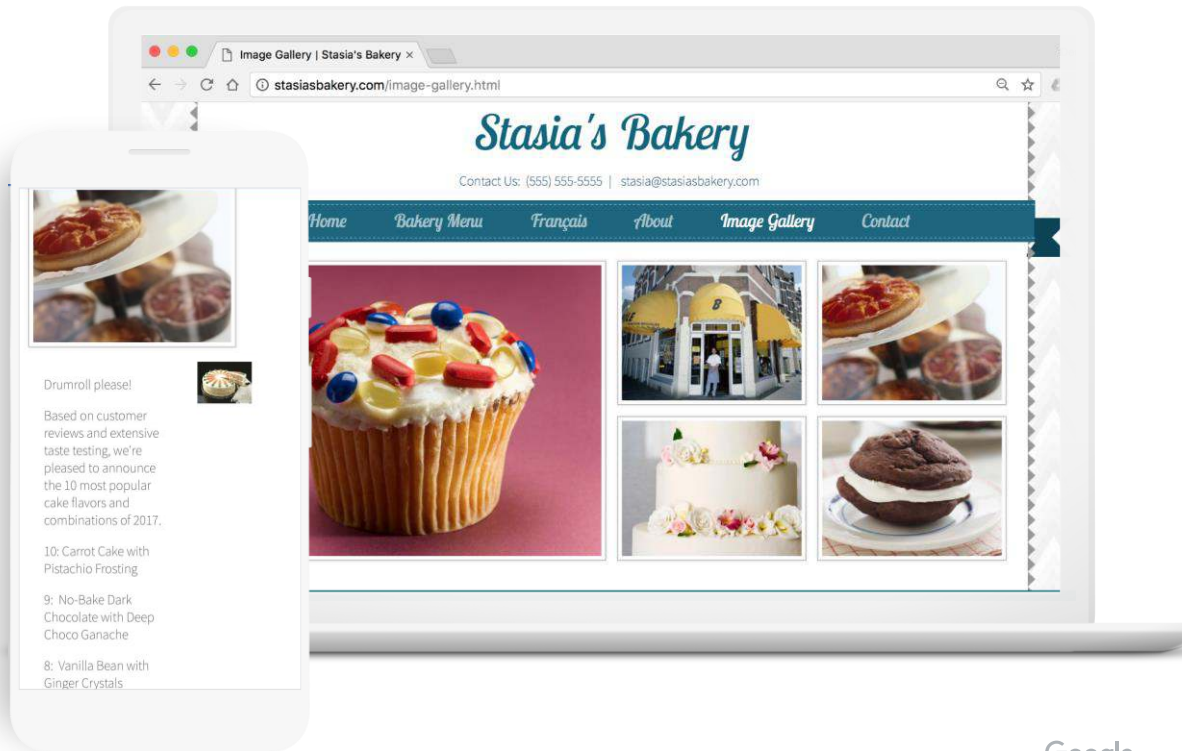 Image Gallery | Stasia's Bakery
stasiasbakery.com/image-gallery.html
Stasia's Bakery
Contact Us: (555) 555-5555 | stasia@stasiasbakery.com
Home Bakery Menu Français About Image Gallery Contact
8
Drumroll please!
Based on customer
reviews and extensive
taste testing, we're
pleased to announce
the 10 most popular
cake flavors and
combinations of 2017.
10: Carrot Cake with
Pistachio Frosting
9: No-Bake Dark
Chocolate with Deep
Choco Ganache
8: Vanilla Bean with
Ginger Crystals
Google